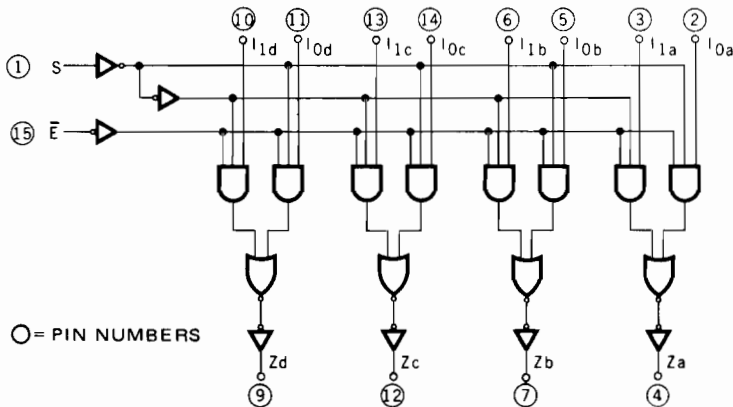 10 11 13 14 6 5 3 2
I1d I0d I1c I0c I1b I0b I1a I0a
1 S
15 E̅
O= PIN NUMBERS
Zd Zc Zb Za
9 12 7 4